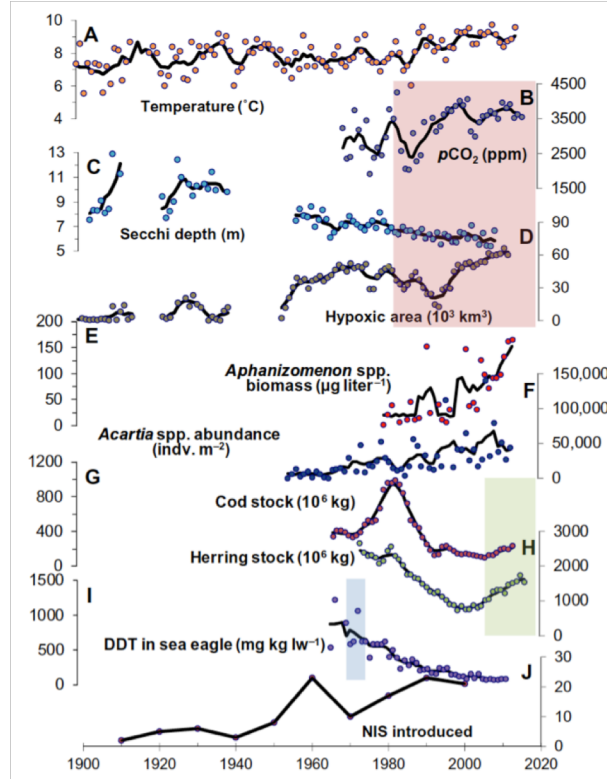 10
A
8
6
Temperature (˚C)
4
4500
B
3500
2500
pCO₂ (ppm)
1500
13
C
11
9
Secchi depth (m)
7
5
90
D
60
30
Hypoxic area (10³ km³)
0
200
E
150
Aphanizomenon spp.
biomass (µg liter⁻¹)
100
50
0
150,000
F
100,000
Acartia spp. abundance
(indv. m⁻²)
50,000
0
1200
G
900
Cod stock (10⁶ kg)
600
300
0
3000
H
Herring stock (10⁶ kg)
2000
1000
0
1500
I
1000
DDT in sea eagle (mg kg lw⁻¹)
500
0
30
J
20
NIS introduced
10
0
1900 1920 1940 1960 1980 2000 2020